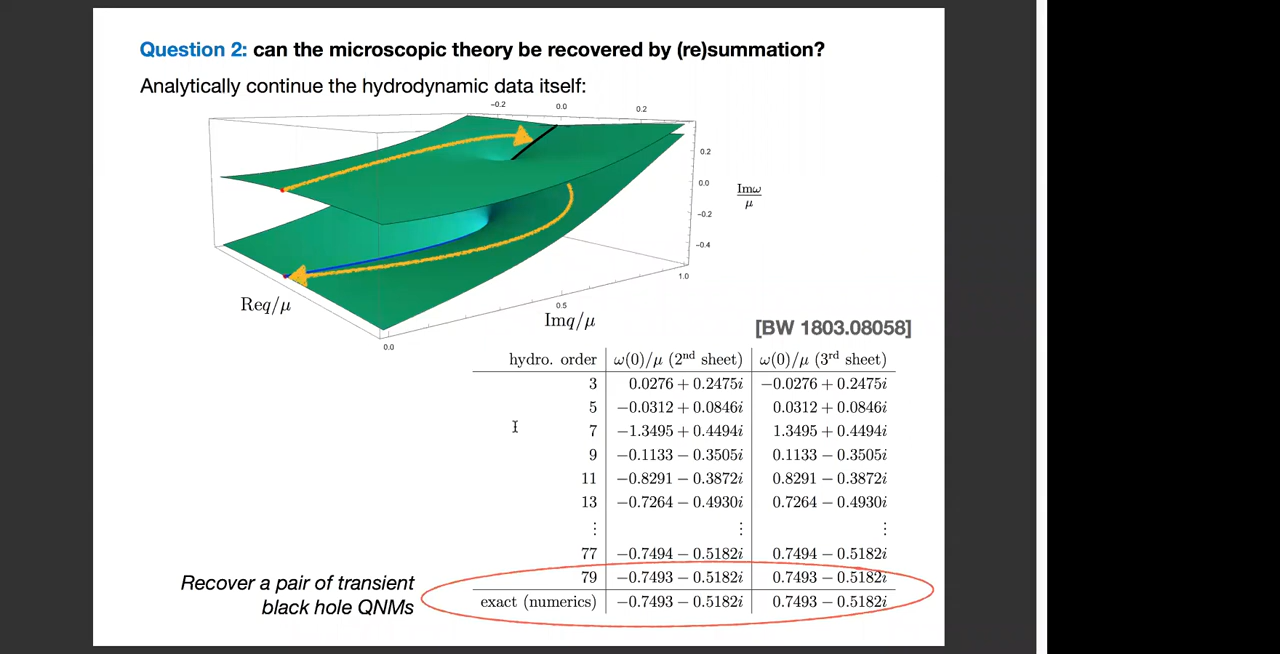 Question 2: can the microscopic theory be recovered by (re)summation?
Analytically continue the hydrodynamic data itself:
−0.2 0.0 0.2
0.2
0.0
−0.2
−0.4
Imω/μ
1.0
0.5
0.0
Req/μ
Imq/μ
[BW 1803.08058]
hydro. order ω(0)/μ (2nd sheet) ω(0)/μ (3rd sheet)
3 0.0276 + 0.2475i −0.0276 + 0.2475i
5 −0.0312 + 0.0846i 0.0312 + 0.0846i
7 −1.3495 + 0.4494i 1.3495 + 0.4494i
9 −0.1133 − 0.3505i 0.1133 − 0.3505i
11 −0.8291 − 0.3872i 0.8291 − 0.3872i
13 −0.7264 − 0.4930i 0.7264 − 0.4930i
⋮ ⋮ ⋮
77 −0.7494 − 0.5182i 0.7494 − 0.5182i
79 −0.7493 − 0.5182i 0.7493 − 0.5182i
exact (numerics) −0.7493 − 0.5182i 0.7493 − 0.5182i
Recover a pair of transient
black hole QNMs